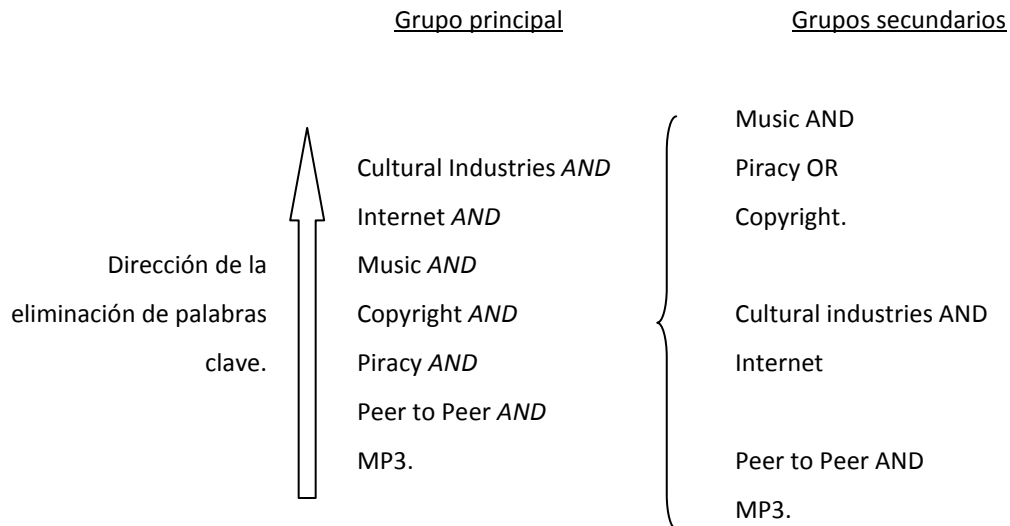 Grupo principal
Grupos secundarios
Dirección de la
eliminación de palabras
clave.
Cultural Industries AND
Internet AND
Music AND
Copyright AND
Piracy AND
Peer to Peer AND
MP3.
Music AND
Piracy OR
Copyright.
Cultural industries AND
Internet
Peer to Peer AND
MP3.